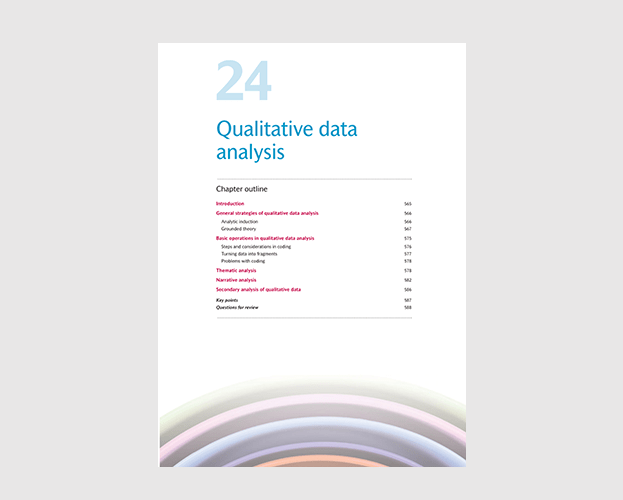 24
Qualitative data
analysis
Chapter outline
Introduction 565
General strategies of qualitative data analysis 566
Analytic induction 566
Grounded theory 567
Basic operations in qualitative data analysis 575
Steps and considerations in coding 576
Turning data into fragments 577
Problems with coding 578
Thematic analysis 578
Narrative analysis 582
Secondary analysis of qualitative data 586
Key points 587
Questions for review 588